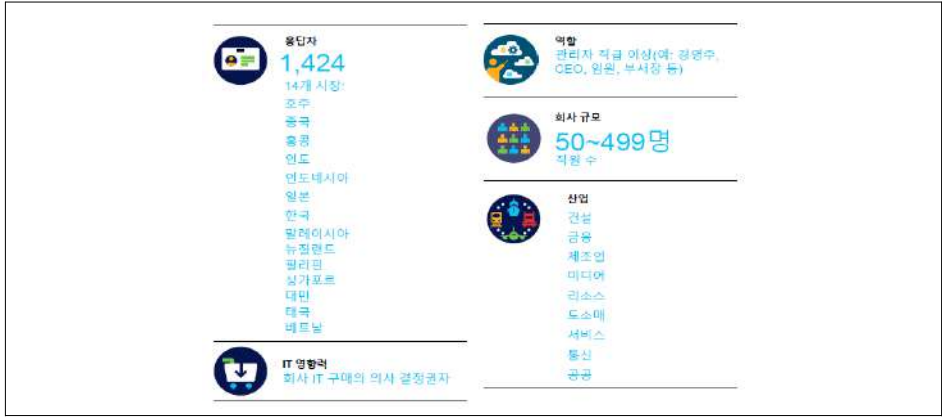 응답자
1,424
14개 시장:
호주
중국
홍콩
인도
인도네시아
일본
한국
말레이시아
뉴질랜드
필리핀
싱가포르
대만
태국
베트남
IT 영향력
회사 IT 구매의 의사 결정권자
역할
관리자 직급 이상(예: 경영주,
CEO, 임원, 부서장 등)
회사 규모
50~499명
직원 수
산업
건설
금융
제조업
미디어
리소스
도소매
서비스
통신
공공